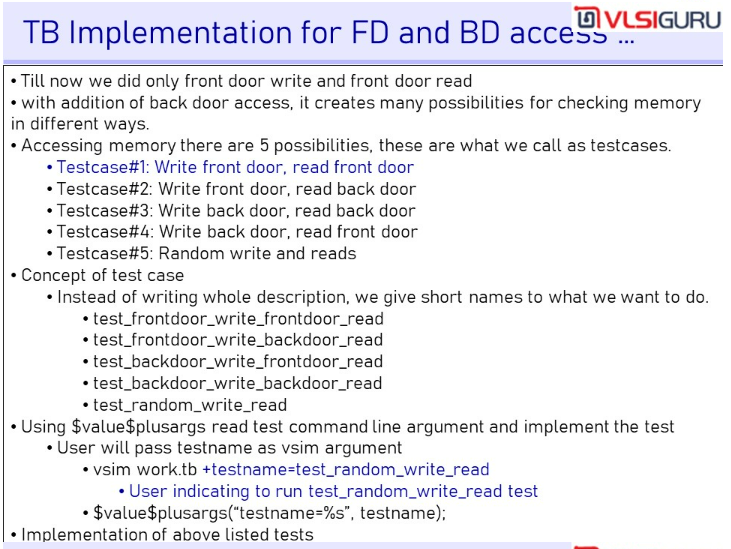 TB Implementation for FD and BD access ...
VLSIGURU
• Till now we did only front door write and front door read
• with addition of back door access, it creates many possibilities for checking memory
in different ways.
• Accessing memory there are 5 possibilities, these are what we call as testcases.
• Testcase#1: Write front door, read front door
• Testcase#2: Write front door, read back door
• Testcase#3: Write back door, read back door
• Testcase#4: Write back door, read front door
• Testcase#5: Random write and reads
• Concept of test case
• Instead of writing whole description, we give short names to what we want to do.
• test_frontdoor_write_frontdoor_read
• test_frontdoor_write_backdoor_read
• test_backdoor_write_frontdoor_read
• test_backdoor_write_backdoor_read
• test_random_write_read
• Using $value$plusargs read test command line argument and implement the test
• User will pass testname as vsim argument
• vsim work.tb +testname=test_random_write_read
• User indicating to run test_random_write_read test
• $value$plusargs(“testname=%s”, testname);
• Implementation of above listed tests